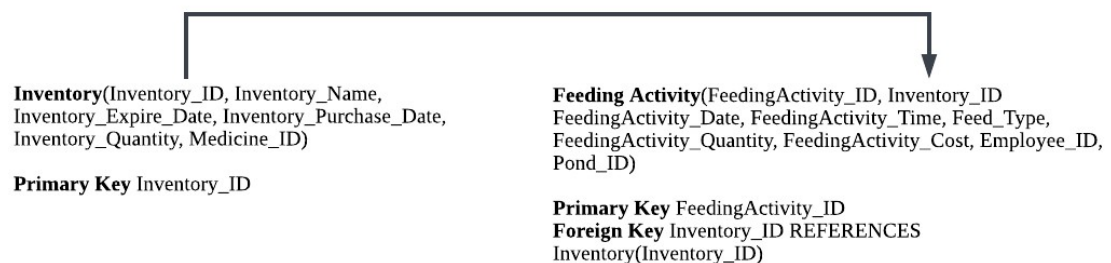 Inventory(Inventory_ID, Inventory_Name,
Inventory_Expire_Date, Inventory_Purchase_Date,
Inventory_Quantity, Medicine_ID)
Primary Key Inventory_ID
Feeding Activity(FeedingActivity_ID, Inventory_ID
FeedingActivity_Date, FeedingActivity_Time, Feed_Type,
FeedingActivity_Quantity, FeedingActivity_Cost, Employee_ID,
Pond_ID)
Primary Key FeedingActivity_ID
Foreign Key Inventory_ID REFERENCES
Inventory(Inventory_ID)